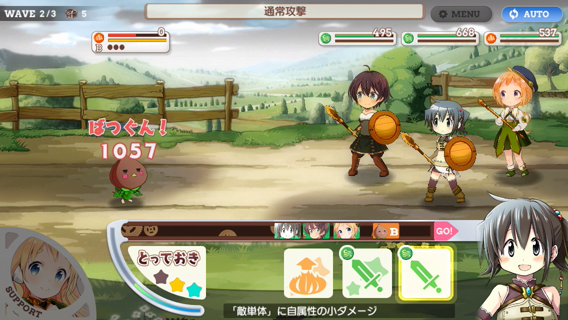 WAVE 2/3 5
通常攻撃
MENU
AUTO
0
B
495
668
537
ばつぐん!
1057
B
GO!
とっておき
SUPPORT
「敵単体」に自属性の小ダメージ